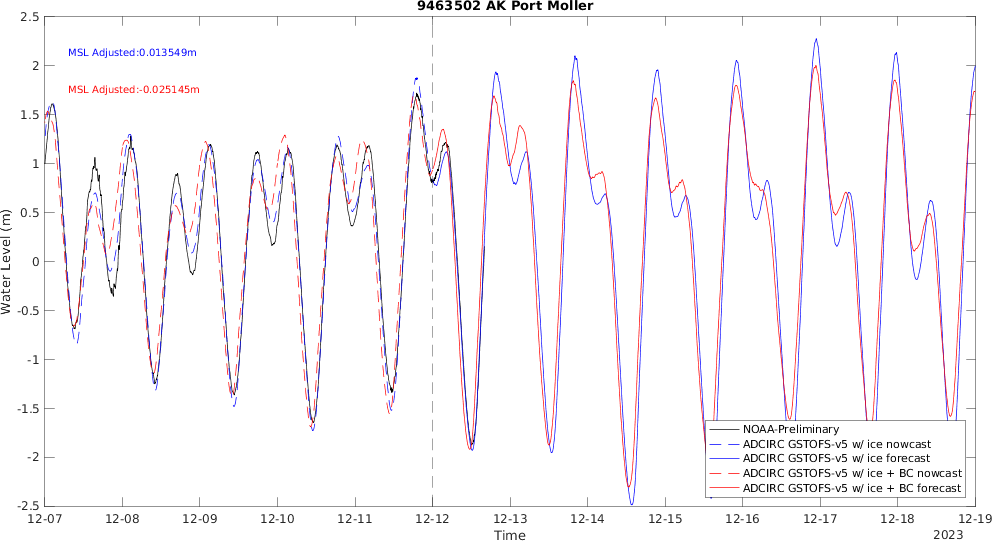 9463502 AK Port Moller
MSL Adjusted:0.013549m
MSL Adjusted:-0.025145m
Water Level (m)
2.5
2
1.5
1
0.5
0
-0.5
-1
-1.5
-2
-2.5
NOAA-Preliminary
ADCIRC GSTOFS-v5 w/ ice nowcast
ADCIRC GSTOFS-v5 w/ ice forecast
ADCIRC GSTOFS-v5 w/ ice + BC nowcast
ADCIRC GSTOFS-v5 w/ ice + BC forecast
12-07 12-08 12-09 12-10 12-11 12-12 12-13 12-14 12-15 12-16 12-17 12-18 12-19
Time
2023